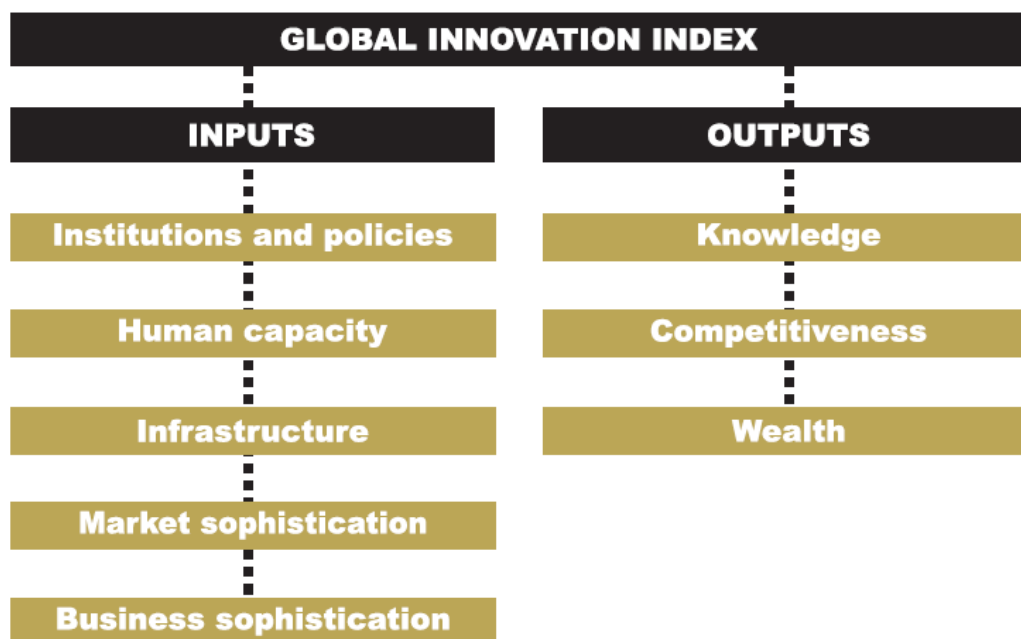 GLOBAL INNOVATION INDEX
INPUTS
Institutions and policies
Human capacity
Infrastructure
Market sophistication
Business sophistication
OUTPUTS
Knowledge
Competitiveness
Wealth